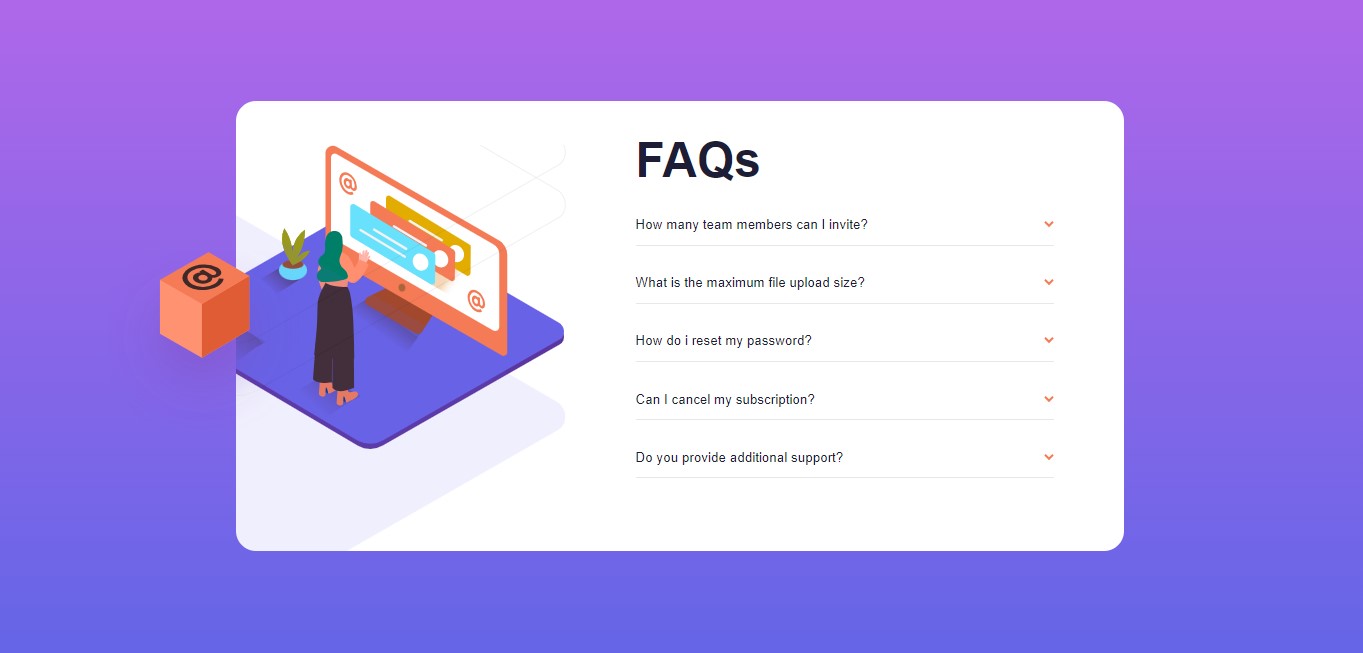 FAQs
How many team members can I invite?
What is the maximum file upload size?
How do i reset my password?
Can I cancel my subscription?
Do you provide additional support?
@
@
@